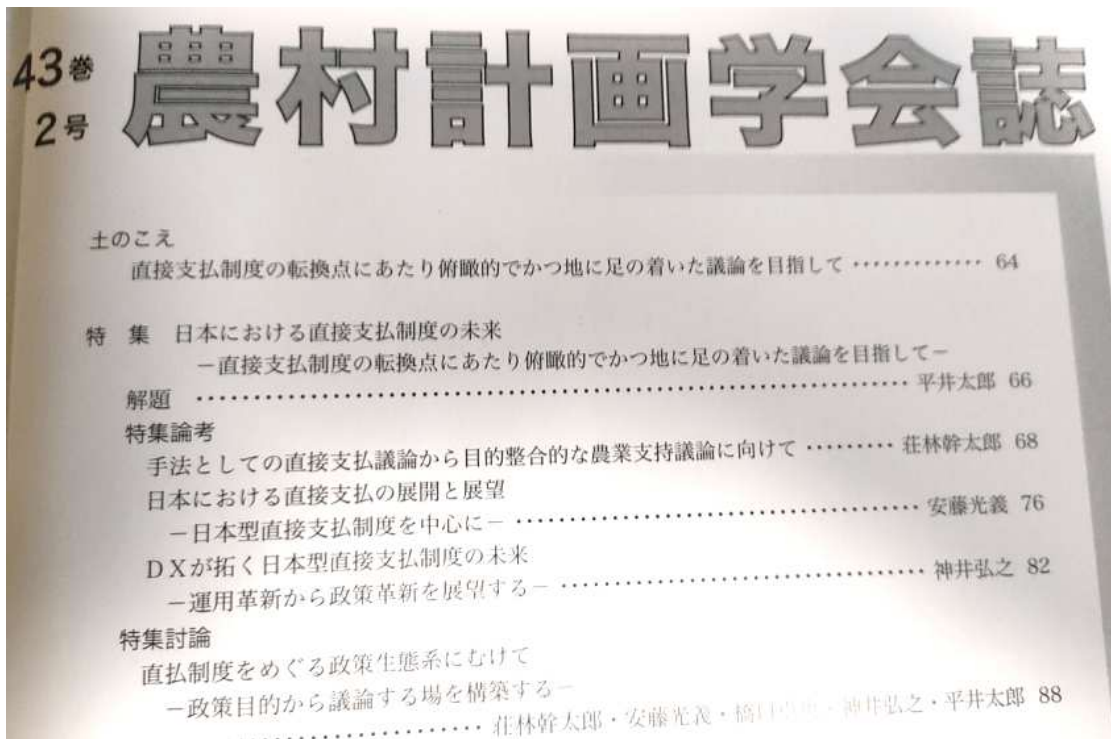 43巻
2号
農村計画学会誌
土のこえ
直接支払制度の転換点にあたり俯瞰的でかつ地に足の着いた議論を目指して ············· 64
特 集 日本における直接支払制度の未来
－直接支払制度の転換点にあたり俯瞰的でかつ地に足の着いた議論を目指して－
解題 ······························ 平井太郎 66
特集論考
手法としての直接支払議論から目的整合的な農業支持議論に向けて ········· 荘林幹太郎 68
日本における直接支払の展開と展望
－日本型直接支払制度を中心に－ ······························ 安藤光義 76
ＤＸが拓く日本型直接支払制度の未来
－運用革新から政策革新を展望する－ ······························ 神井弘之 82
特集討論
直払制度をめぐる政策生態系にむけて
－政策目的から議論する場を構築する－
··············· 荘林幹太郎・安藤光義・神井弘之・平井太郎 88